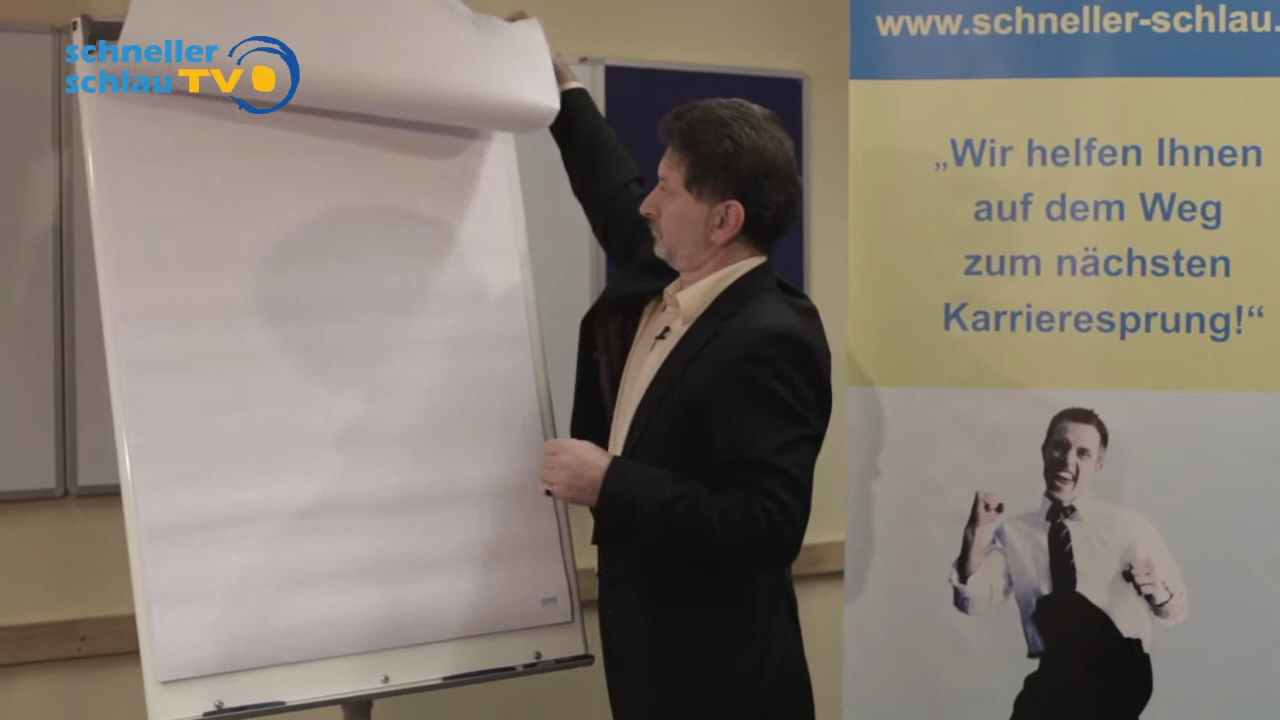 schneller
schlau TV
www.schneller-schlau.
„Wir helfen Ihnen
auf dem Weg
zum nächsten
Karrieresprung!“